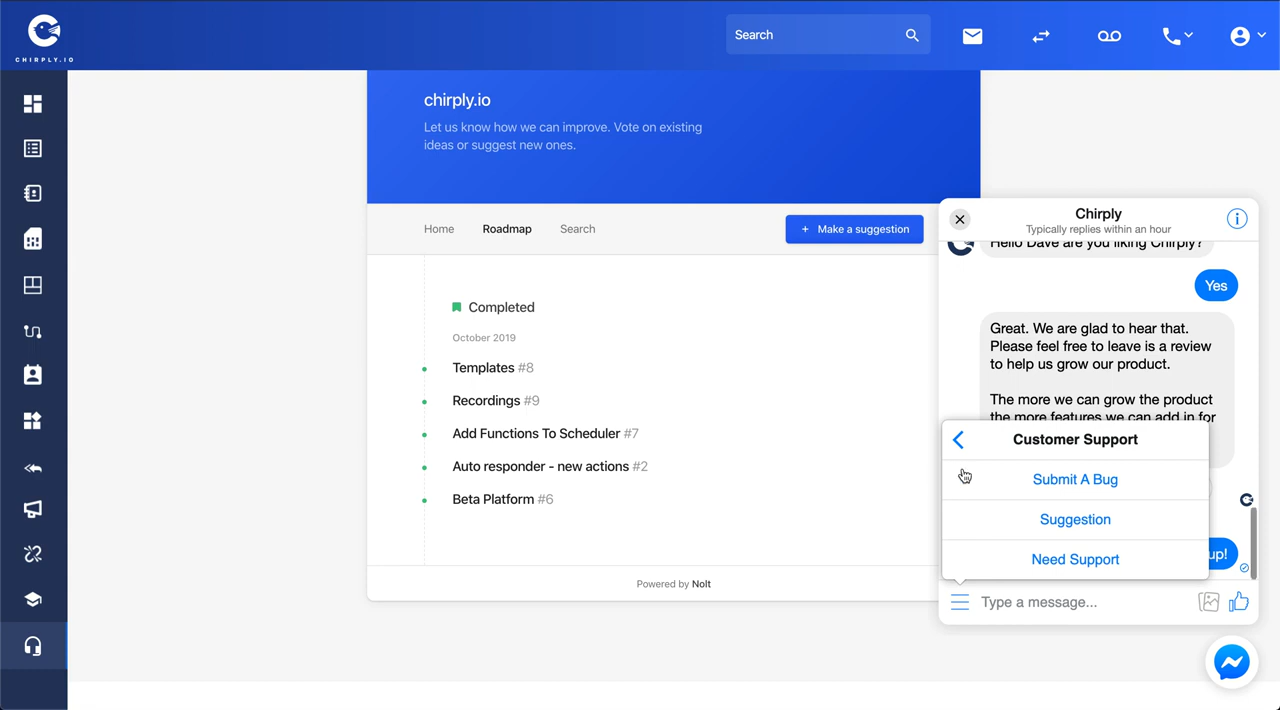 CHIRPLY.IO
Search
chirply.io
Let us know how we can improve. Vote on existing
ideas or suggest new ones.
Home
Roadmap
Search
+ Make a suggestion
Completed
October 2019
Templates #8
Recordings #9
Add Functions To Scheduler #7
Auto responder - new actions #2
Beta Platform #6
Powered by Nolt
Chirply
Typically replies within an hour
Hello Dave are you liking Chirply?
Yes
Great. We are glad to hear that.
Please feel free to leave is a review
to help us grow our product.
The more we can grow the product
the more features we can add in for
Customer Support
Submit A Bug
Suggestion
Need Support
up!
Type a message...